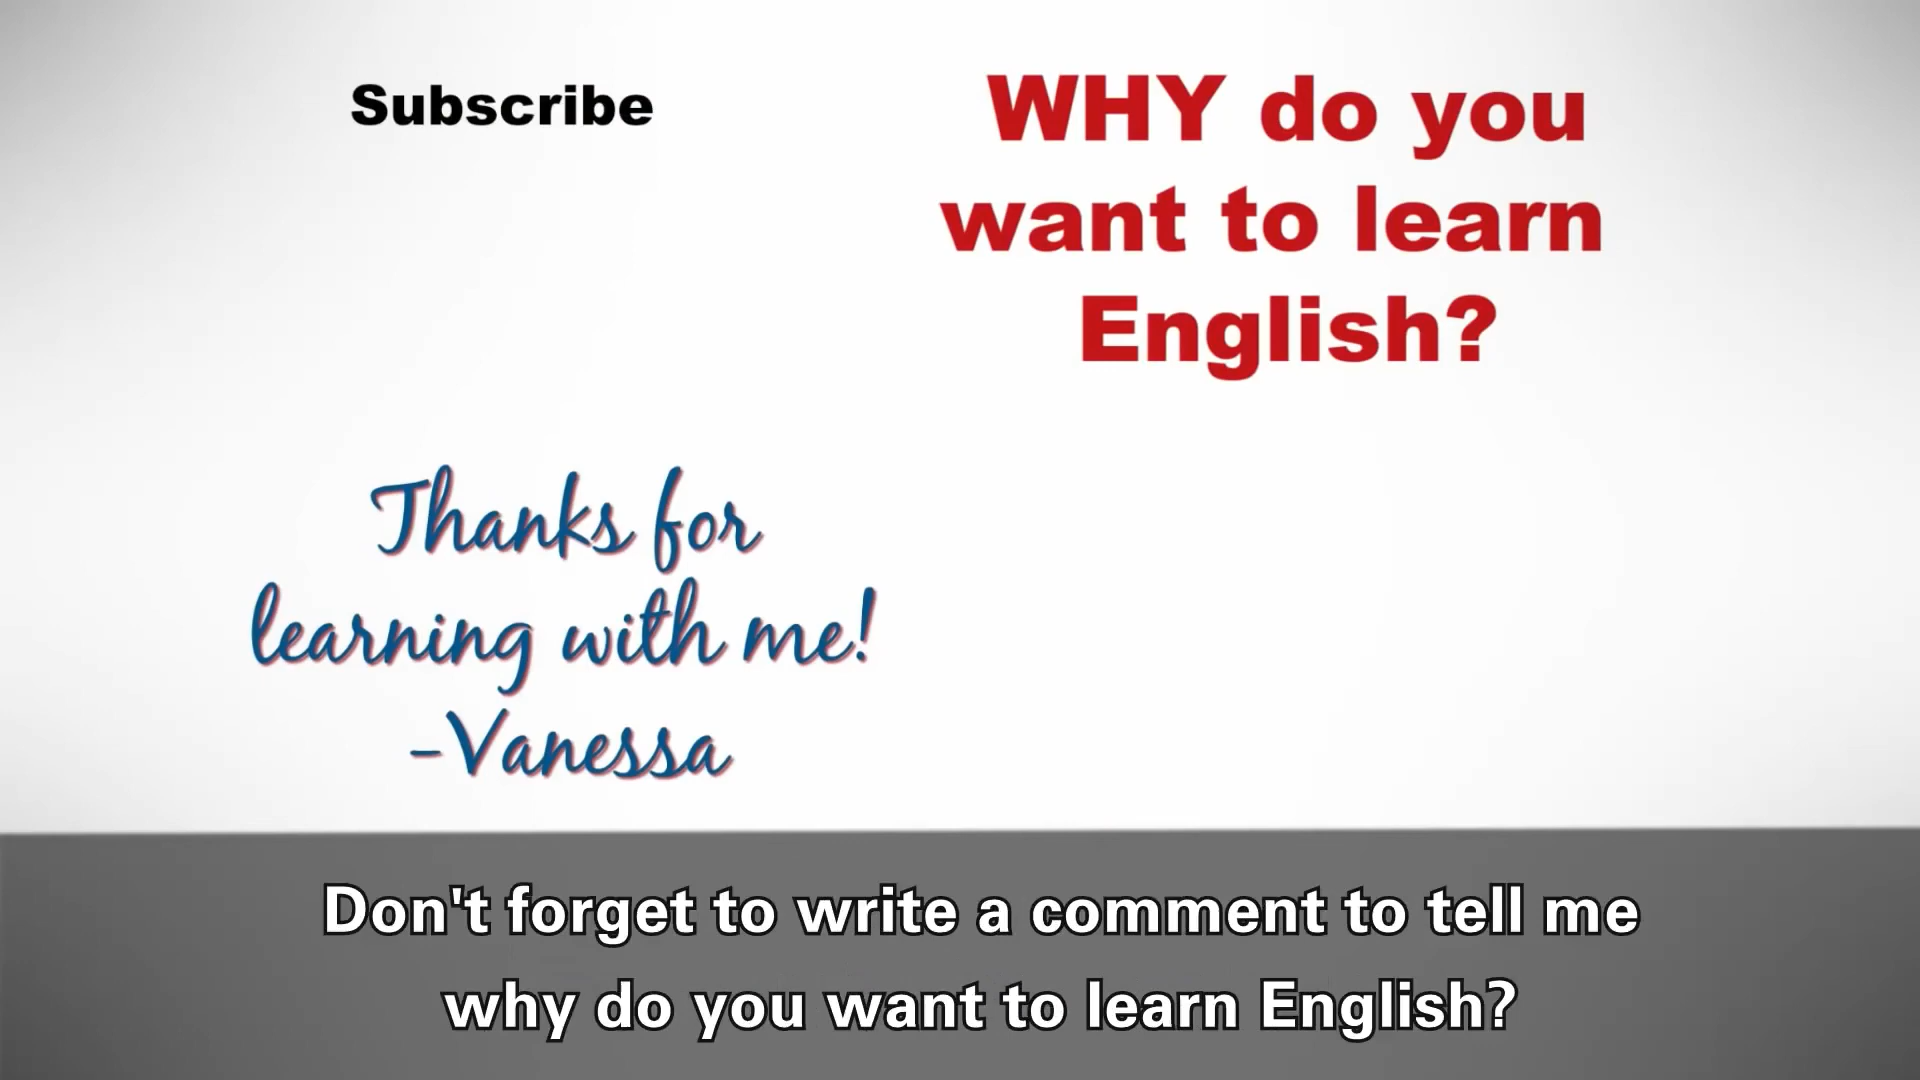 Subscribe
WHY do you
want to learn
English?
Thanks for
learning with me!
-Vanessa
Don't forget to write a comment to tell me
why do you want to learn English?